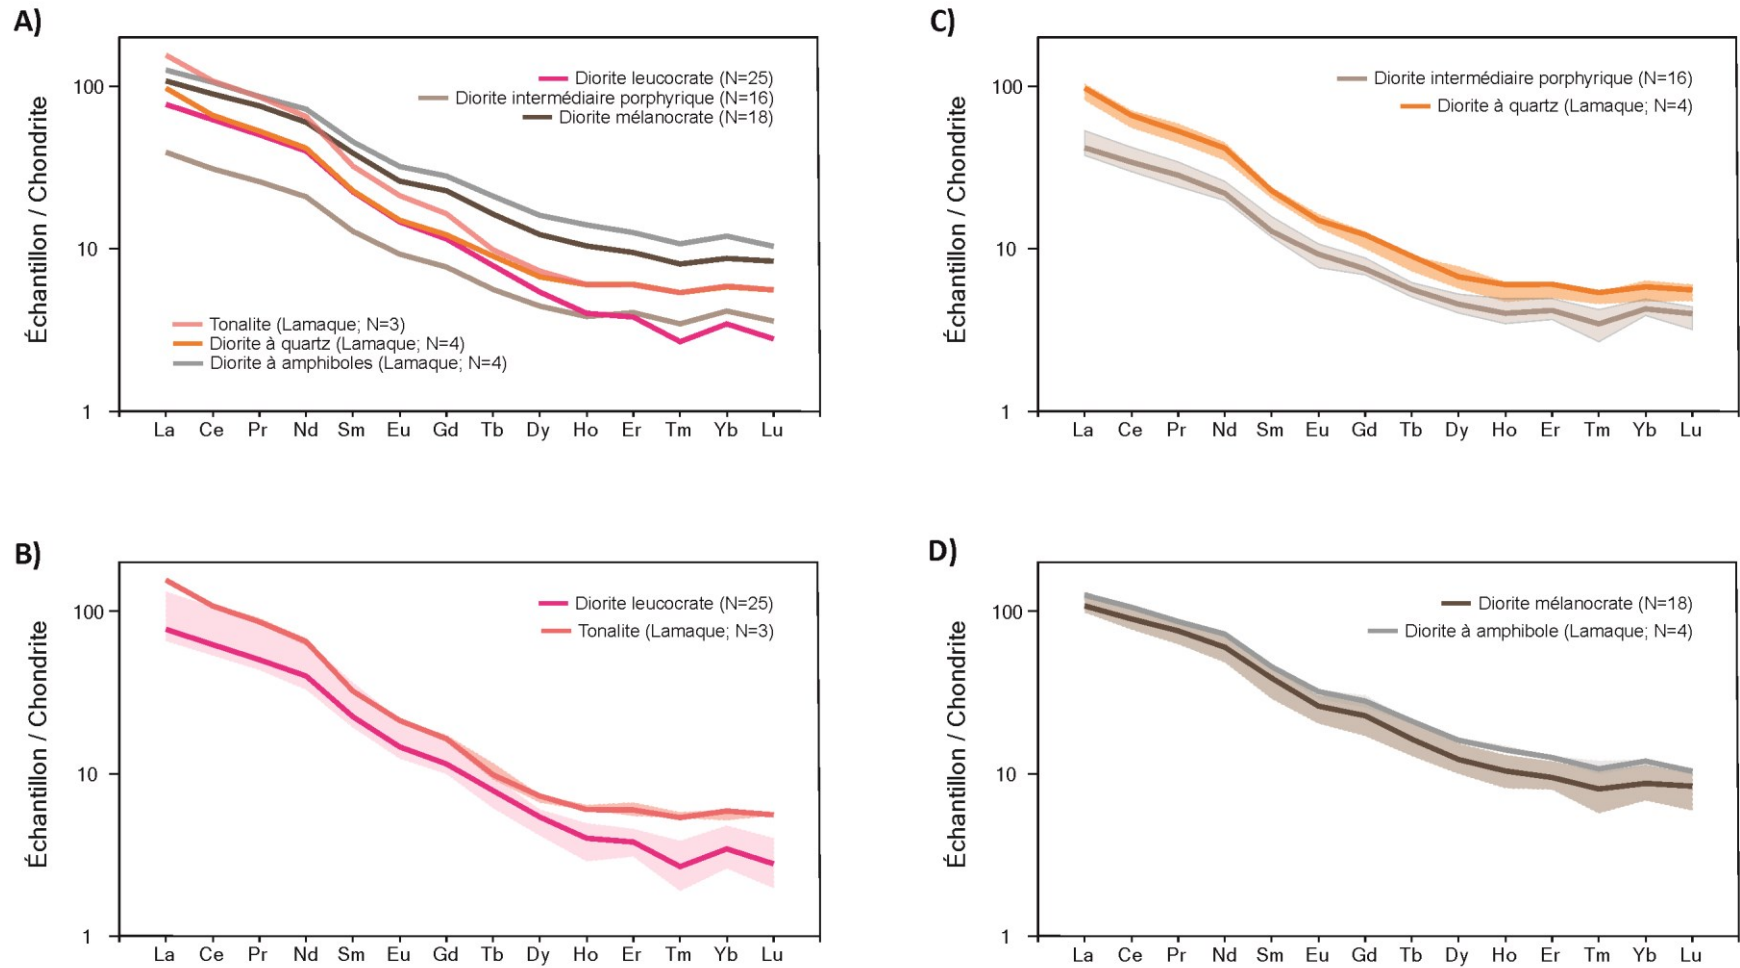 A)
Échantillon / Chondrite
100
10
1
Diorite leucocrate (N=25)
Diorite intermédiaire porphyrique (N=16)
Diorite mélanocrate (N=18)
Tonalite (Lamaque; N=3)
Diorite à quartz (Lamaque; N=4)
Diorite à amphiboles (Lamaque; N=4)
La Ce Pr Nd Sm Eu Gd Tb Dy Ho Er Tm Yb Lu
C)
Échantillon / Chondrite
100
10
1
Diorite intermédiaire porphyrique (N=16)
Diorite à quartz (Lamaque; N=4)
La Ce Pr Nd Sm Eu Gd Tb Dy Ho Er Tm Yb Lu
B)
Échantillon / Chondrite
100
10
1
Diorite leucocrate (N=25)
Tonalite (Lamaque; N=3)
La Ce Pr Nd Sm Eu Gd Tb Dy Ho Er Tm Yb Lu
D)
Échantillon / Chondrite
100
10
1
Diorite mélanocrate (N=18)
Diorite à amphibole (Lamaque; N=4)
La Ce Pr Nd Sm Eu Gd Tb Dy Ho Er Tm Yb Lu